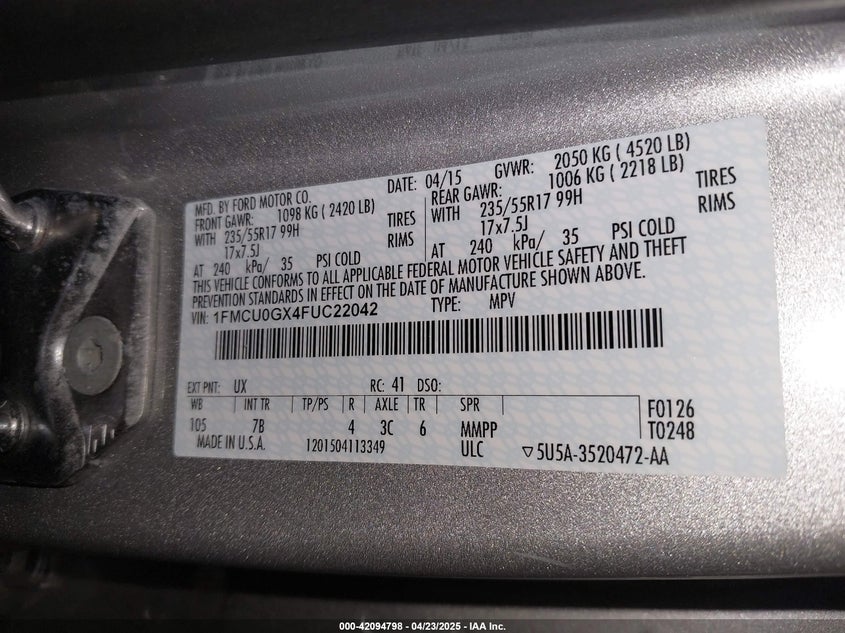 MFD. BY FORD MOTOR CO.
DATE: 04/15 GVWR: 2050 KG ( 4520 LB)
FRONT GAWR: 1098 KG ( 2420 LB) REAR GAWR: 1006 KG ( 2218 LB)
WITH 235/55R17 99H TIRES WITH 235/55R17 99H TIRES
17x7.5J RIMS 17x7.5J RIMS
AT 240 kPa/ 35 PSI COLD AT 240 kPa/ 35 PSI COLD
THIS VEHICLE CONFORMS TO ALL APPLICABLE FEDERAL MOTOR VEHICLE SAFETY AND THEFT
PREVENTION STANDARDS IN EFFECT ON THE DATE OF MANUFACTURE SHOWN ABOVE.
VIN: 1FMCU0GX4FUC22042 TYPE: MPV
EXT PNT: UX RC: 41 DSO:
WB INT TR TP/PS R AXLE TR SPR F0126
105 7B 4 3C 6 MMPP T0248
MADE IN U.S.A. 1201504113349 ULC ▽5U5A-3520472-AA
000-42094798 - 04/23/2025 - IAA Inc.